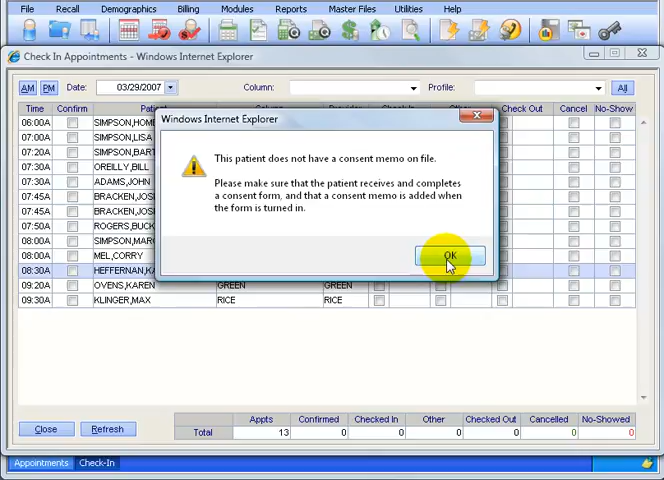 File Recall Demographics Billing Modules Reports Master Files Utilities Help
Check In Appointments - Windows Internet Explorer
AM PM Date: 03/29/2007 Column: Profile: All
Time Confirm Check Out Cancel No-Show
Windows Internet Explorer
This patient does not have a consent memo on file.
Please make sure that the patient receives and completes
a consent form, and that a consent memo is added when
the form is turned in.
OK
06:00A SIMPSON,HOM
07:00A SIMPSON,LISA
07:20A SIMPSON,BART
07:30A OREILLY,BILL
07:30A ADAMS,JOHN
07:45A BRACKEN,JOS
07:45A BRACKEN,JOS
07:50A ROGERS,BUCK
08:00A SIMPSON,MAR
08:00A MEL,CORRY
08:30A HEFFERNAN,KA
09:20A OVENS,KAREN GREEN GREEN
09:30A KLINGER,MAX RICE RICE
Close Refresh
Appts Confirmed Checked In Other Checked Out Cancelled No-Showed
Total 13 0 0 0 0 0 0
Appointments Check-In